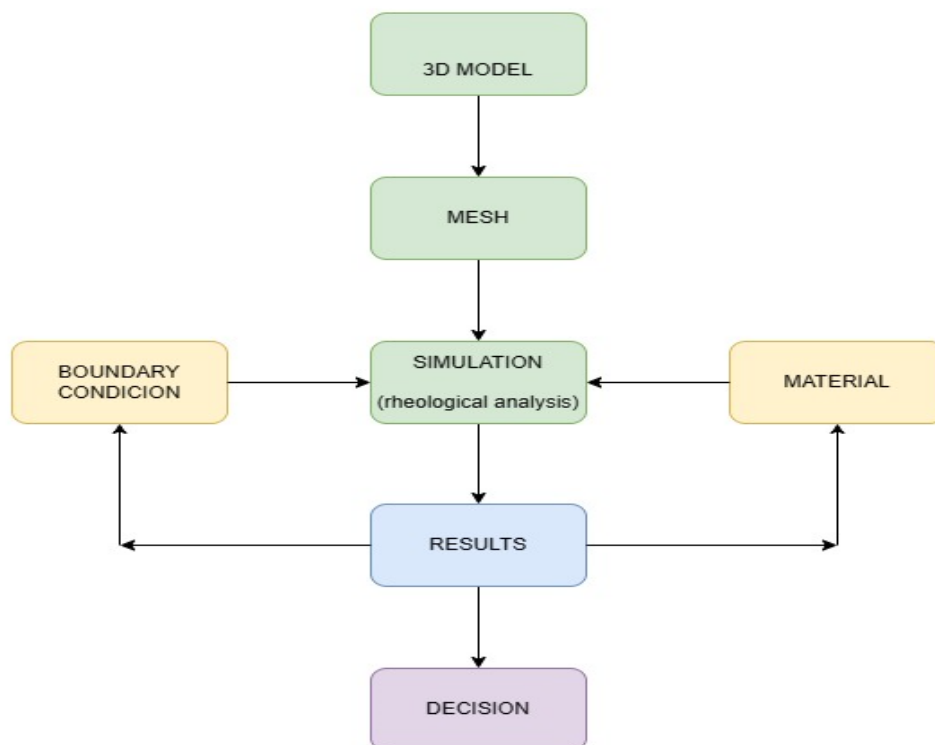 3D MODEL
MESH
BOUNDARY
CONDICION
SIMULATION
(rheological analysis)
MATERIAL
RESULTS
DECISION